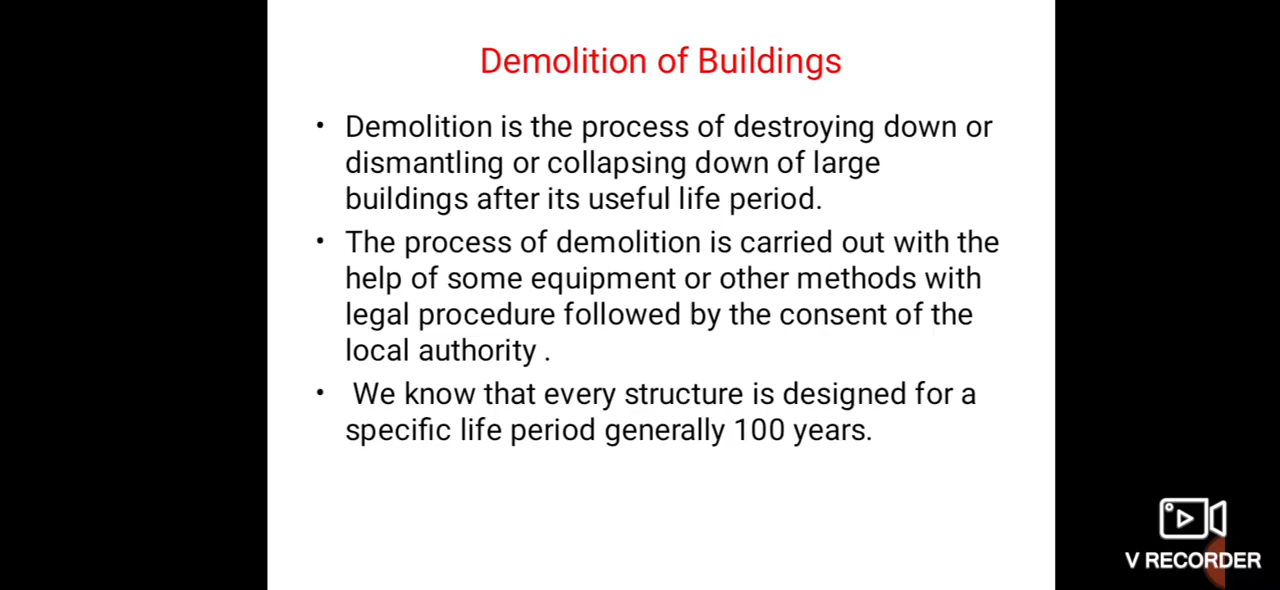 Demolition of Buildings
• Demolition is the process of destroying down or
dismantling or collapsing down of large
buildings after its useful life period.
• The process of demolition is carried out with the
help of some equipment or other methods with
legal procedure followed by the consent of the
local authority .
• We know that every structure is designed for a
specific life period generally 100 years.
V RECORDER